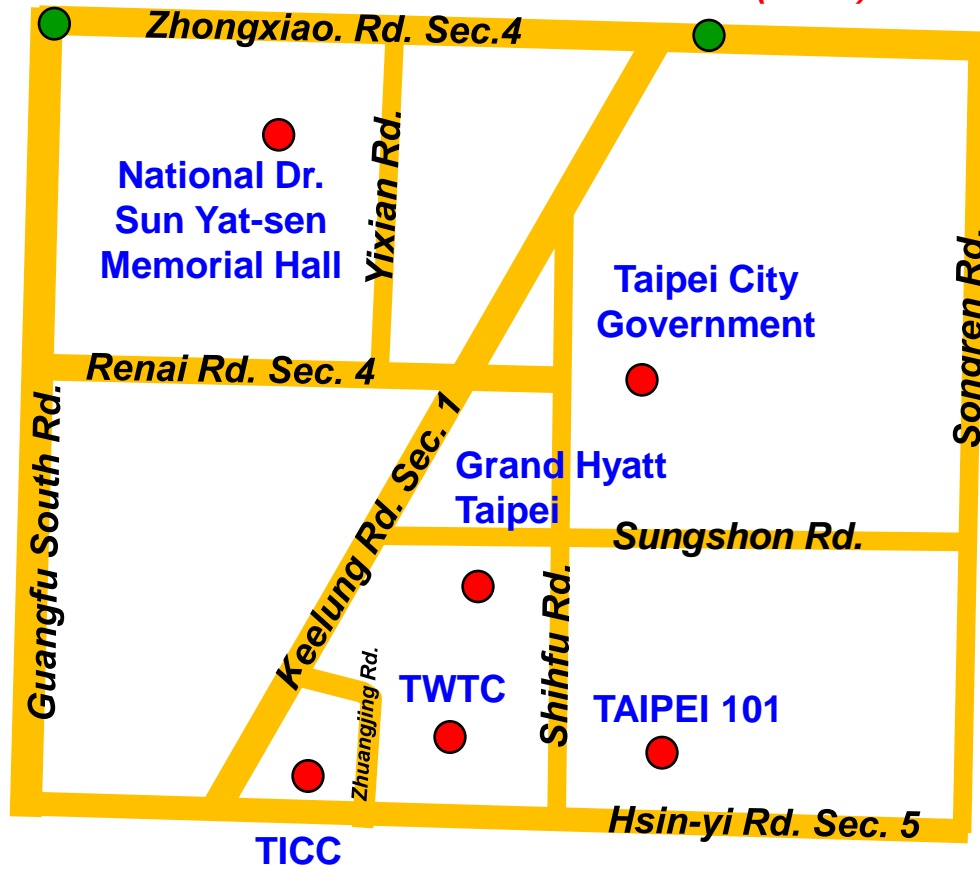 Zhongxiao. Rd. Sec.4
National Dr.
Sun Yat-sen
Memorial Hall
Yixian Rd.
Taipei City
Government
Songren Rd.
Renai Rd. Sec. 4
Guangfu South Rd.
Keelung Rd. Sec. 1
Grand Hyatt
Taipei
Sungshon Rd.
Shihfu Rd.
Zhuangjing Rd.
TWTC
TAIPEI 101
Hsin-yi Rd. Sec. 5
TICC